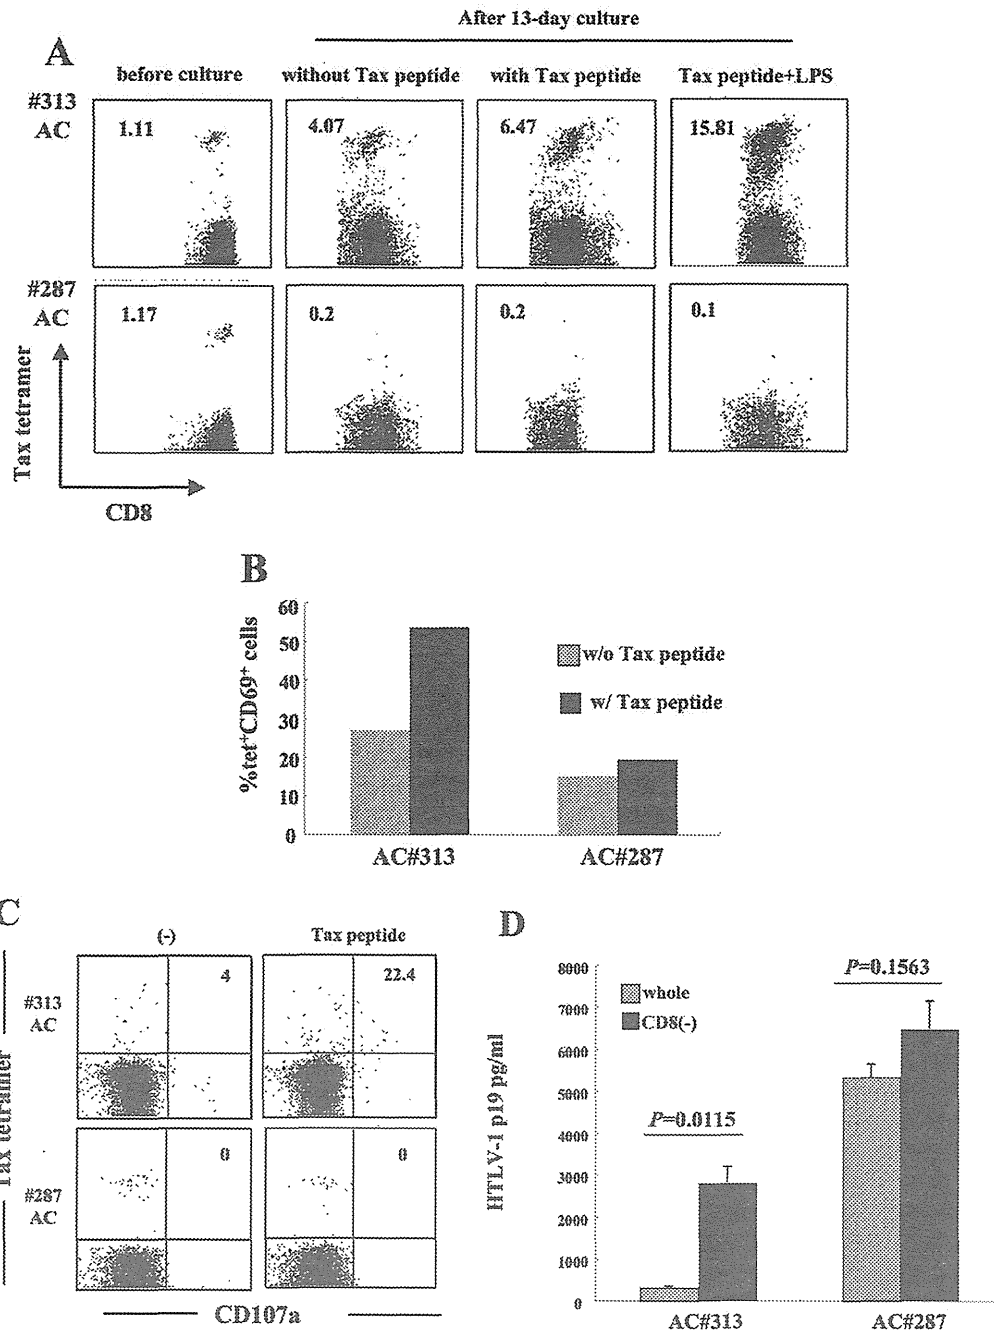 After 13-day culture
A
before culture without Tax peptide with Tax peptide Tax peptide+LPS
#313
AC
1.11 4.07 6.47 15.81
#287
AC
1.17 0.2 0.2 0.1
Tax tetramer
CD8
B
%tet+CD69+ cells
60
50
40
30
20
10
0
w/o Tax peptide
w/ Tax peptide
AC#313 AC#287
C
(-) Tax peptide
#313
AC
4 22.4
#287
AC
0 0
Tax tetramer
CD107a
D
HTLV-1 p19 pg/ml
8000
7000
6000
5000
4000
3000
2000
1000
0
whole
CD8(-)
P=0.0115
P=0.1563
AC#313 AC#287